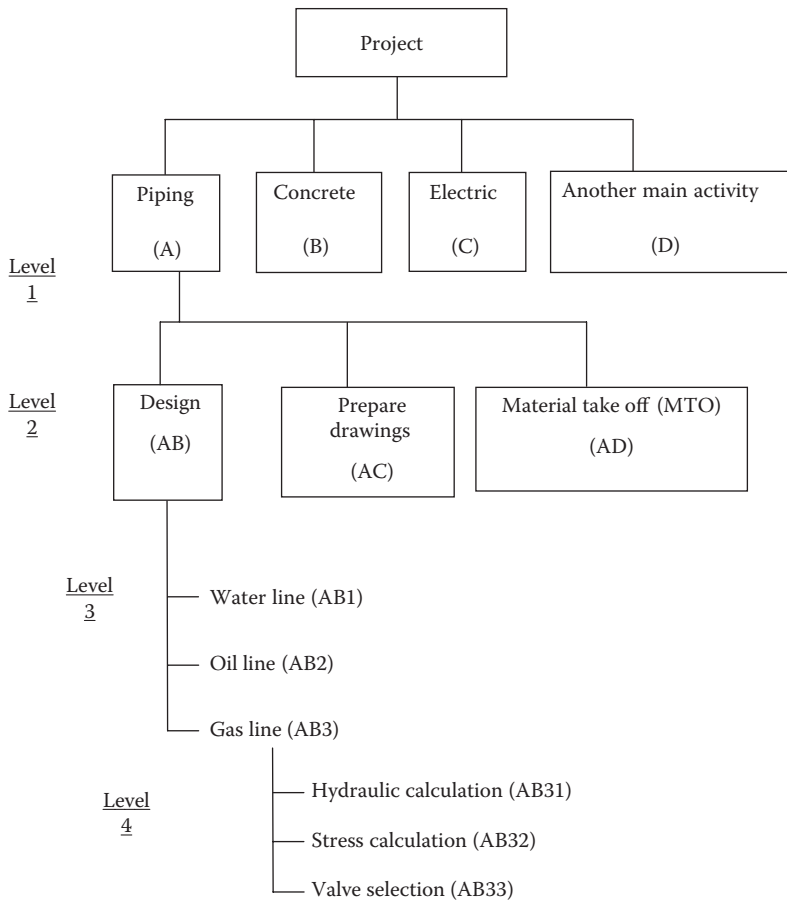 Project
Piping
(A)
Concrete
(B)
Electric
(C)
Another main activity
(D)
Level
1
Level
2
Design
(AB)
Prepare
drawings
(AC)
Material take off (MTO)
(AD)
Level
3
Water line (AB1)
Oil line (AB2)
Gas line (AB3)
Level
4
Hydraulic calculation (AB31)
Stress calculation (AB32)
Valve selection (AB33)